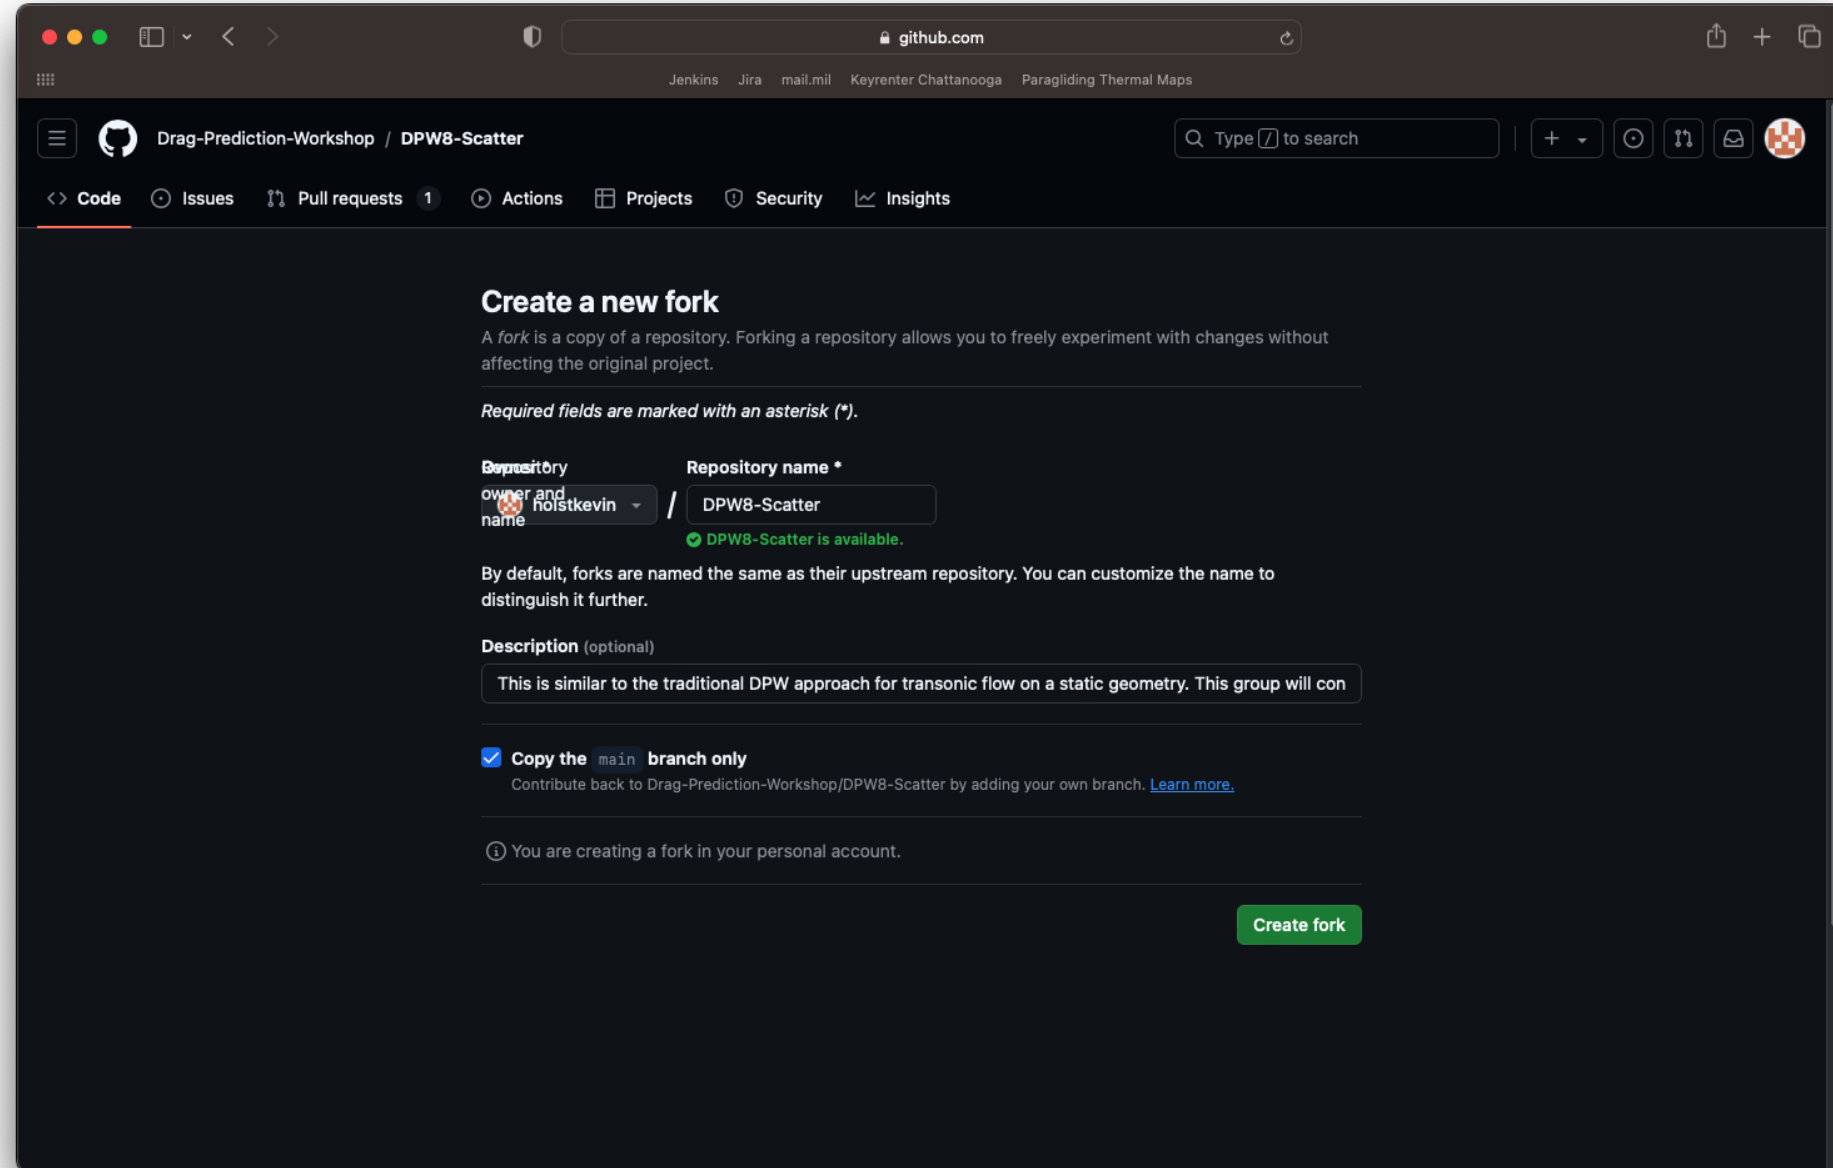 github.com
Jenkins Jira mail.mil Keyrenter Chattanooga Paragliding Thermal Maps
Drag-Prediction-Workshop / DPW8-Scatter
Type / to search
Code Issues Pull requests 1 Actions Projects Security Insights
Create a new fork
A fork is a copy of a repository. Forking a repository allows you to freely experiment with changes without
affecting the original project.
Required fields are marked with an asterisk (*).
Owner * Repository name *
Repository
owner and
name
holstkevin / DPW8-Scatter
DPW8-Scatter is available.
By default, forks are named the same as their upstream repository. You can customize the name to
distinguish it further.
Description (optional)
This is similar to the traditional DPW approach for transonic flow on a static geometry. This group will con
Copy the main branch only
Contribute back to Drag-Prediction-Workshop/DPW8-Scatter by adding your own branch. Learn more.
You are creating a fork in your personal account.
Create fork